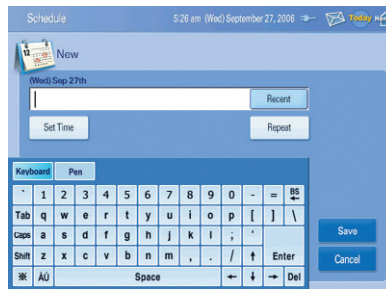 Schedule 5:26 am (Wed) September 27, 2006 Today
12 New
(Wed) Sep 27th
Recent
Set Time Repeat
Keyboard Pen
` 1 2 3 4 5 6 7 8 9 0 - = BS
Tab q w e r t y u i o p [ ] \
Caps a s d f g h j k l ; '
Save
Shift z x c v b n m , . / ↑ Enter
Cancel
※ ÀÜ Space ← ↓ → Del